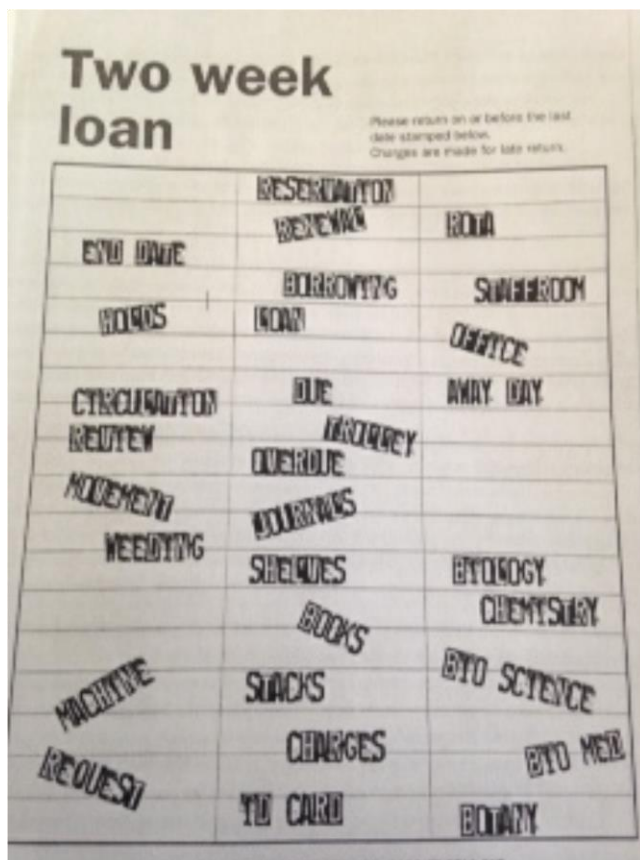 Two week
loan
Please return on or before the last
date stamped below.
Charges are made for late return.
RESERVATION
RENEWAL
ROTA
END DATE
BORROWING
STAFFROOM
HOLDS
LOAN
OFFICE
DUE
AWAY DAY
CIRCULATION
TROLLEY
REVIEW
OVERDUE
MOVEMENT
JOURNALS
WEEDING
SHELVES
BIOLOGY
CHEMISTRY
BOOKS
BIO SCIENCE
MACHINE
STACKS
CHARGES
BIO MED
REQUEST
ID CARD
BOTANY